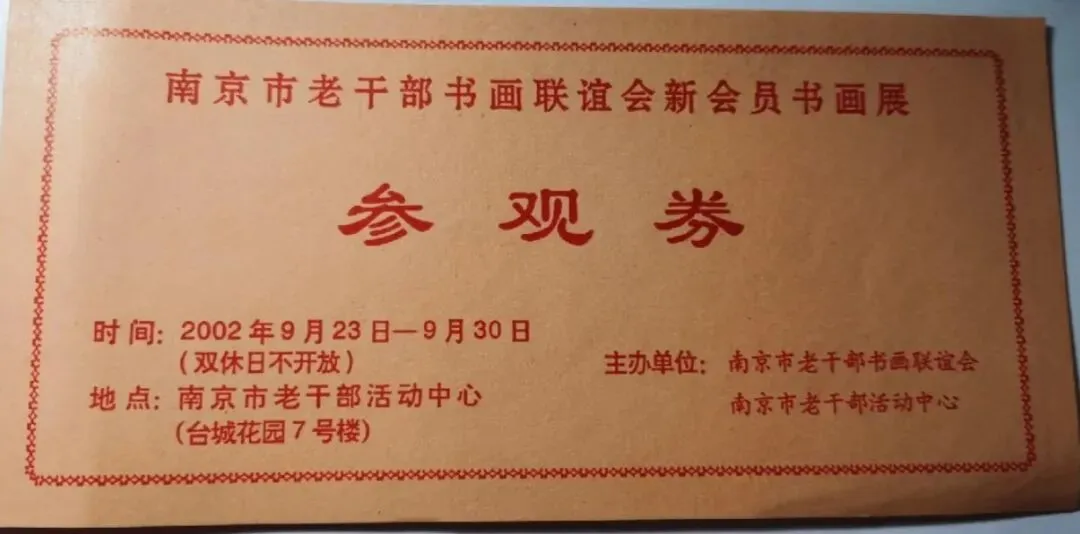 南京市老干部书画联谊会新会员书画展
参观券
时间：2002年9月23日—9月30日
（双休日不开放）
地点：南京市老干部活动中心
（台城花园7号楼）
主办单位：南京市老干部书画联谊会
南京市老干部活动中心